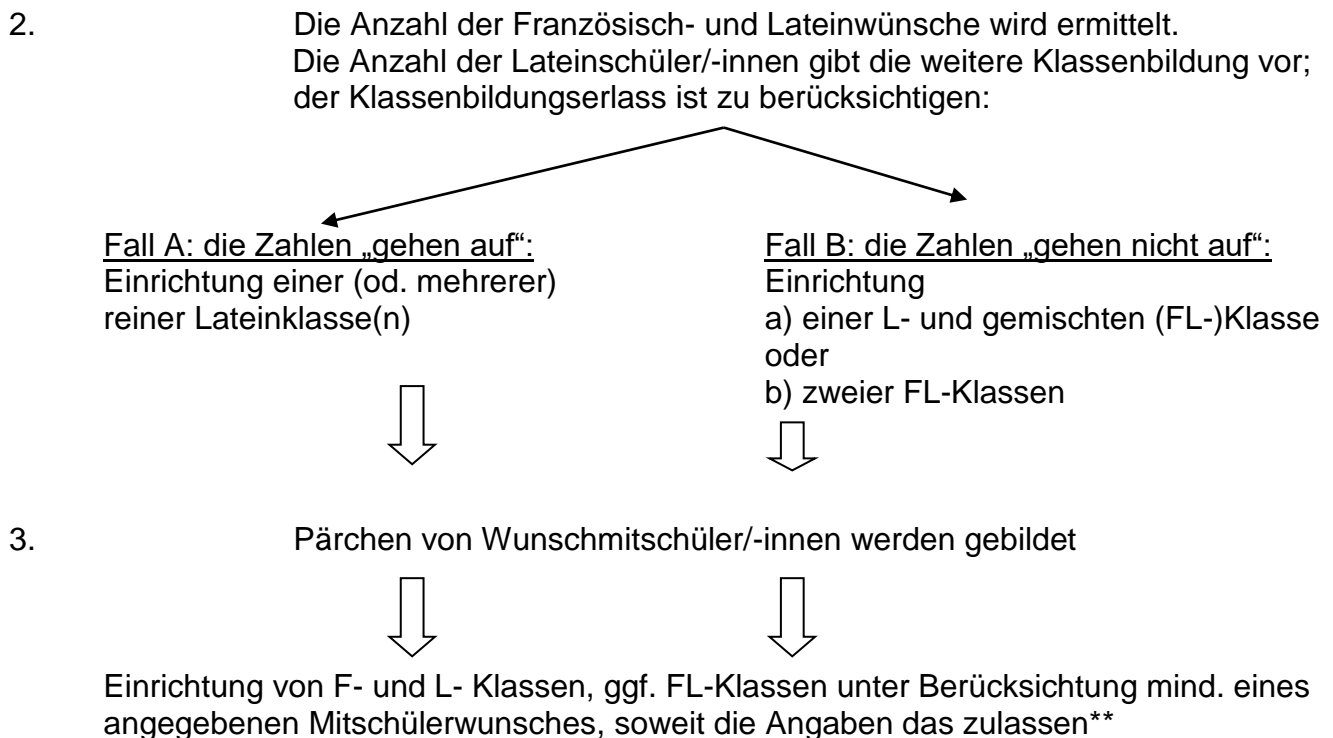 2. Die Anzahl der Französisch- und Lateinwünsche wird ermittelt.
Die Anzahl der Lateinschüler/-innen gibt die weitere Klassenbildung vor;
der Klassenbildungserlass ist zu berücksichtigen:
Fall A: die Zahlen „gehen auf“:
Einrichtung einer (od. mehrerer)
reiner Lateinklasse(n)
Fall B: die Zahlen „gehen nicht auf“:
Einrichtung
a) einer L- und gemischten (FL-)Klasse
oder
b) zweier FL-Klassen
3. Pärchen von Wunschmitschüler/-innen werden gebildet
Einrichtung von F- und L- Klassen, ggf. FL-Klassen unter Berücksichtung mind. eines
angegebenen Mitschülerwunsches, soweit die Angaben das zulassen**